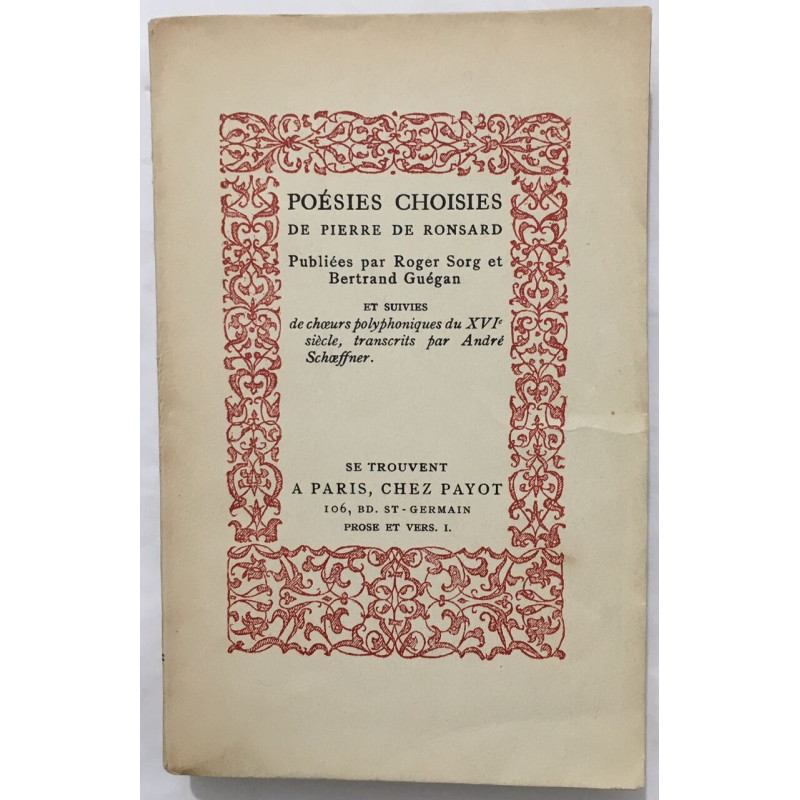 POÉSIES CHOISIES
DE PIERRE DE RONSARD
Publiées par Roger Sorg et
Bertrand Guégan
ET SUIVIES
de chœurs polyphoniques du XVIe
siècle, transcrits par André
Schœffner.
SE TROUVENT
A PARIS, CHEZ PAYOT
106, BD. ST-GERMAIN
PROSE ET VERS. I.